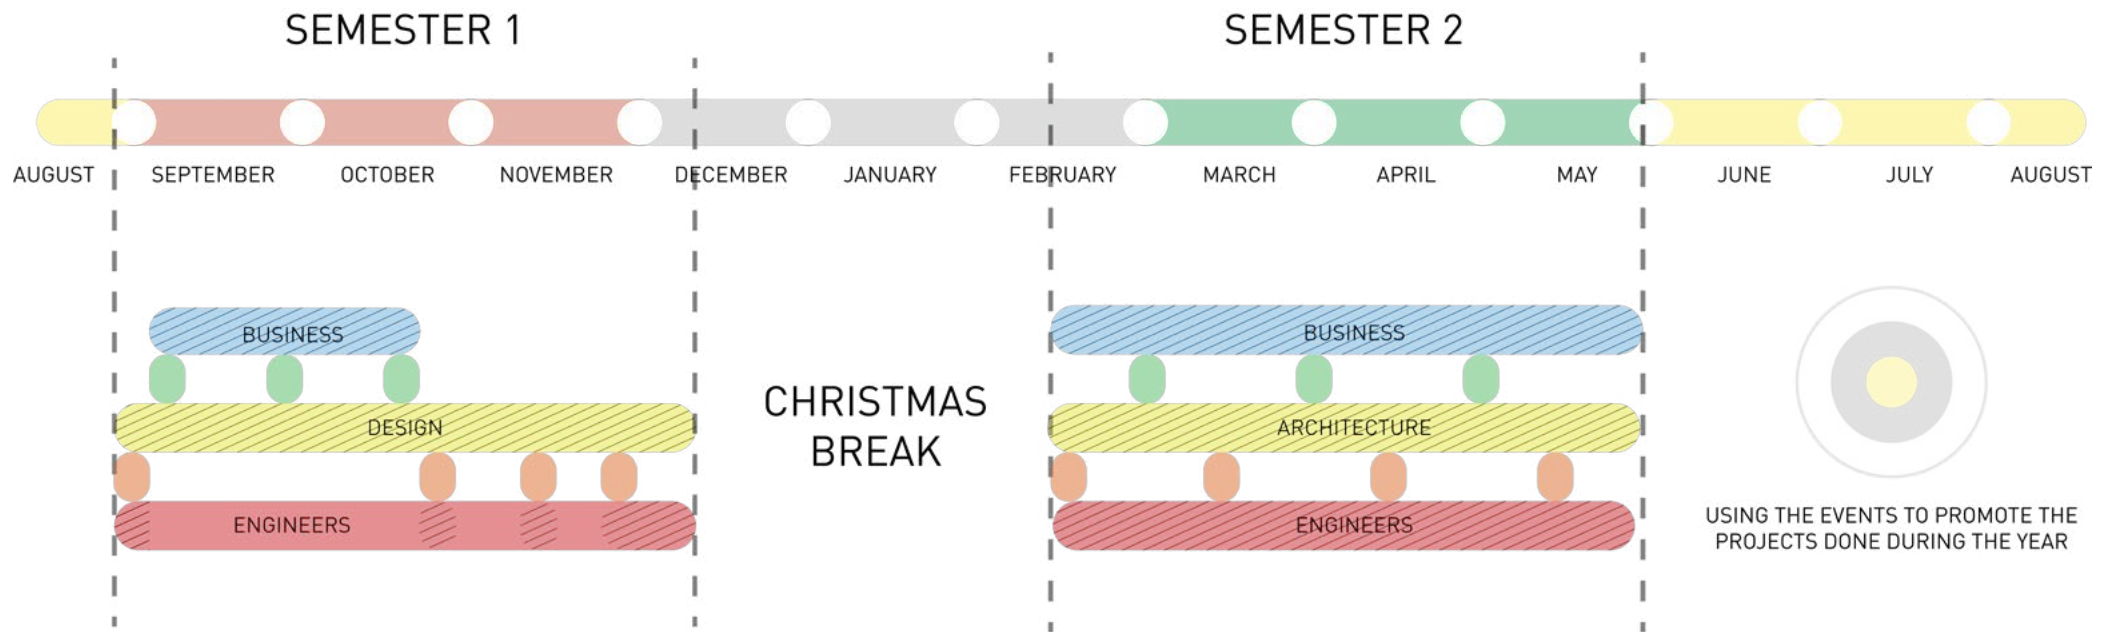 SEMESTER 1
SEMESTER 2
AUGUST
SEPTEMBER
OCTOBER
NOVEMBER
DECEMBER
JANUARY
FEBRUARY
MARCH
APRIL
MAY
JUNE
JULY
AUGUST
BUSINESS
DESIGN
ENGINEERS
CHRISTMAS
BREAK
BUSINESS
ARCHITECTURE
ENGINEERS
USING THE EVENTS TO PROMOTE THE
PROJECTS DONE DURING THE YEAR